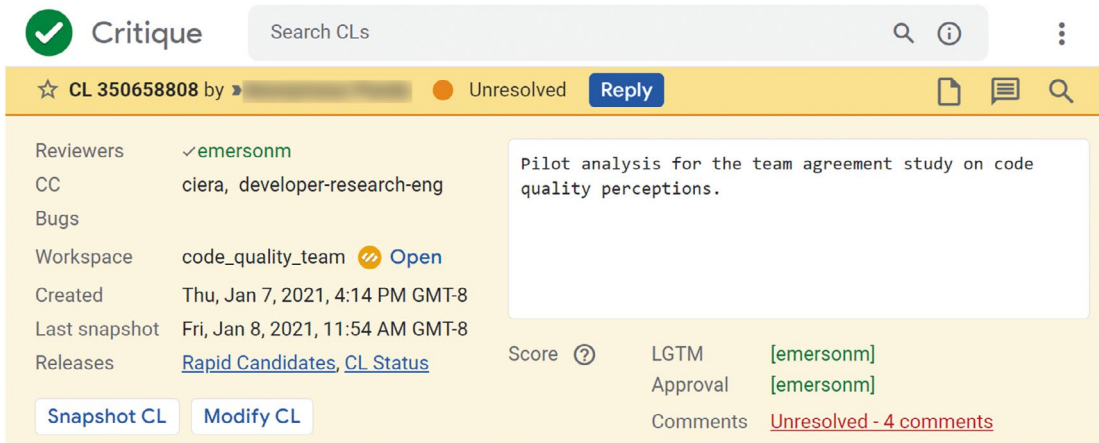 Critique
Search CLs
CL 350658808 by
Unresolved
Reply
Reviewers ✓emersonm
CC ciera, developer-research-eng
Bugs
Workspace code_quality_team Open
Created Thu, Jan 7, 2021, 4:14 PM GMT-8
Last snapshot Fri, Jan 8, 2021, 11:54 AM GMT-8
Releases Rapid Candidates, CL Status
Snapshot CL
Modify CL
Pilot analysis for the team agreement study on code
quality perceptions.
Score
LGTM [emersonm]
Approval [emersonm]
Comments Unresolved - 4 comments